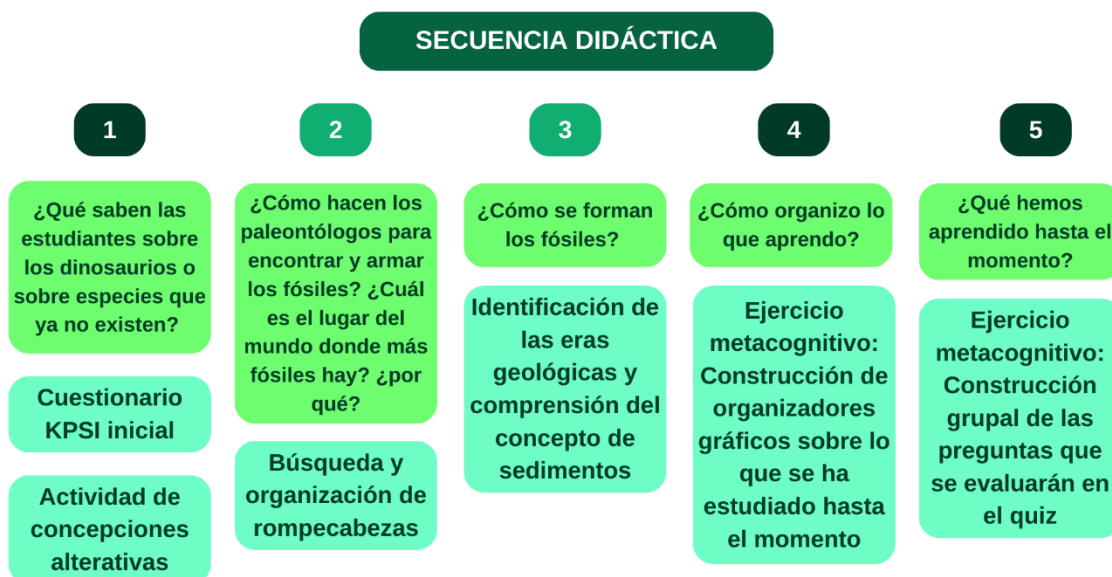 SECUENCIA DIDÁCTICA
1
¿Qué saben las
estudiantes sobre
los dinosaurios o
sobre especies que
ya no existen?
Cuestionario
KPSI inicial
Actividad de
concepciones
alterativas
2
¿Cómo hacen los
paleontólogos para
encontrar y armar
los fósiles? ¿Cuál
es el lugar del
mundo donde más
fósiles hay? ¿por
qué?
Búsqueda y
organización de
rompecabezas
3
¿Cómo se forman
los fósiles?
Identificación de
las eras
geológicas y
comprensión del
concepto de
sedimentos
4
¿Cómo organizo lo
que aprendo?
Ejercicio
metacognitivo:
Construcción de
organizadores
gráficos sobre lo
que se ha
estudiado hasta
el momento
5
¿Qué hemos
aprendido hasta el
momento?
Ejercicio
metacognitivo:
Construcción
grupal de las
preguntas que
se evaluarán en
el quiz